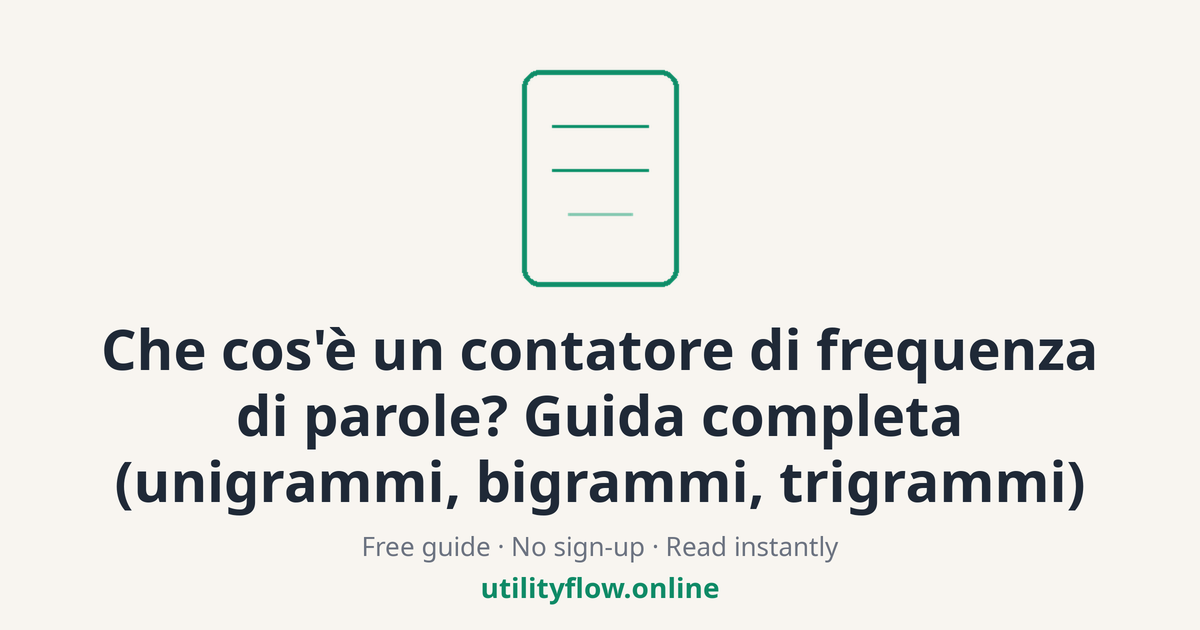 Che cos'è un contatore di frequenza
di parole? Guida completa
(unigrammi, bigrammi, trigrammi)
Free guide · No sign-up · Read instantly
utilityflow.online